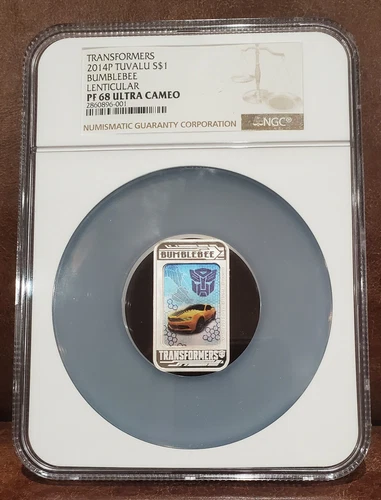 TRANSFORMERS
2014P TUVALU S$1
BUMBLEBEE
LENTICULAR
PF 68 ULTRA CAMEO
2860896-001
NUMISMATIC GUARANTY CORPORATION
NGC®
BUMBLEBEE
TRANSFORMERS